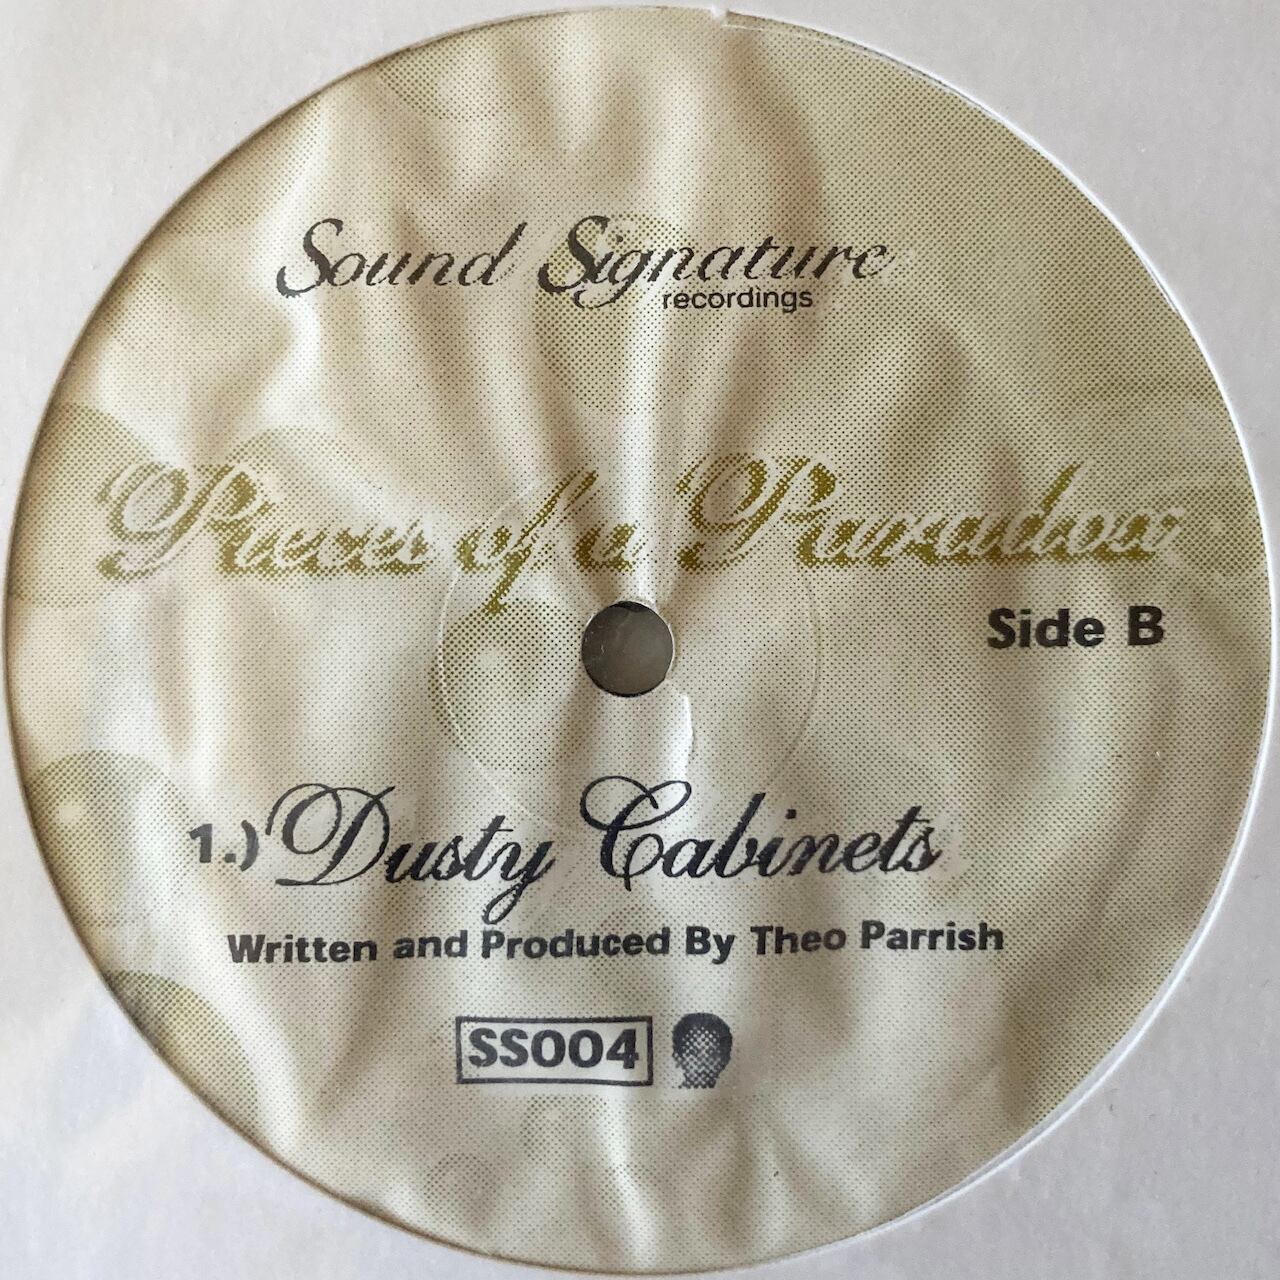 Sound Signature
recordings
Pieces of a Paradox
Side B
1.) Dusty Cabinets
Written and Produced By Theo Parrish
SS004